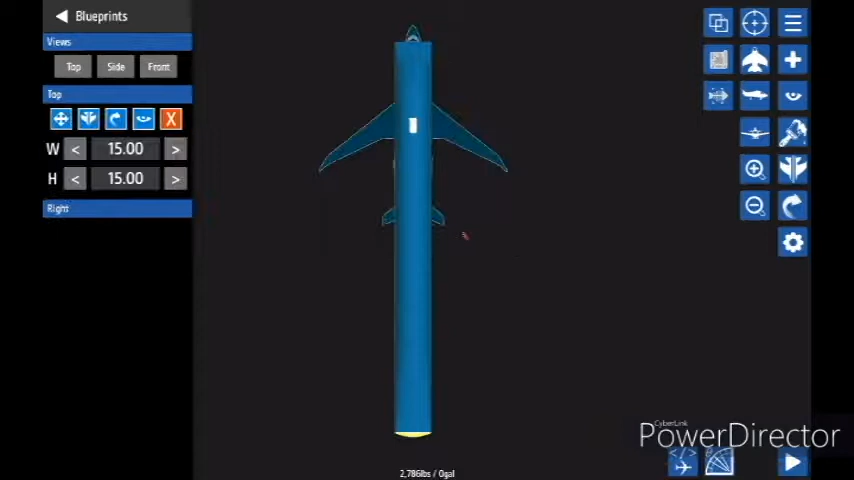 Blueprints
Views
Top Side Front
Top
X
W < 15.00 >
H < 15.00 >
Right
CyberLink
PowerDirector
2,786lbs / 0gal